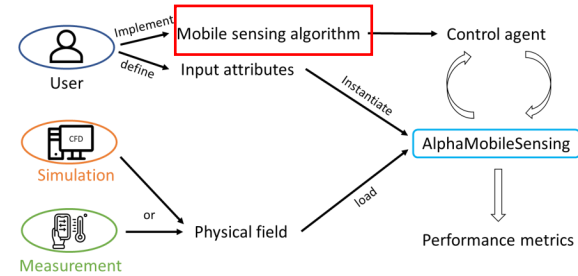 Implement
Mobile sensing algorithm
Control agent
User
define
Input attributes
Instantiate
CFD
AlphaMobileSensing
Simulation
or
Physical field
load
Performance metrics
Measurement